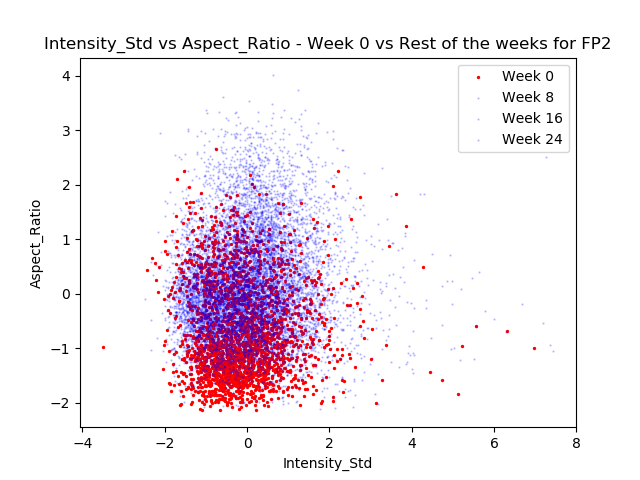 Intensity_Std vs Aspect_Ratio - Week 0 vs Rest of the weeks for FP2
Week 0
Week 8
Week 16
Week 24
4
3
2
1
0
−1
−2
Aspect_Ratio
−4
−2
0
2
4
6
8
Intensity_Std